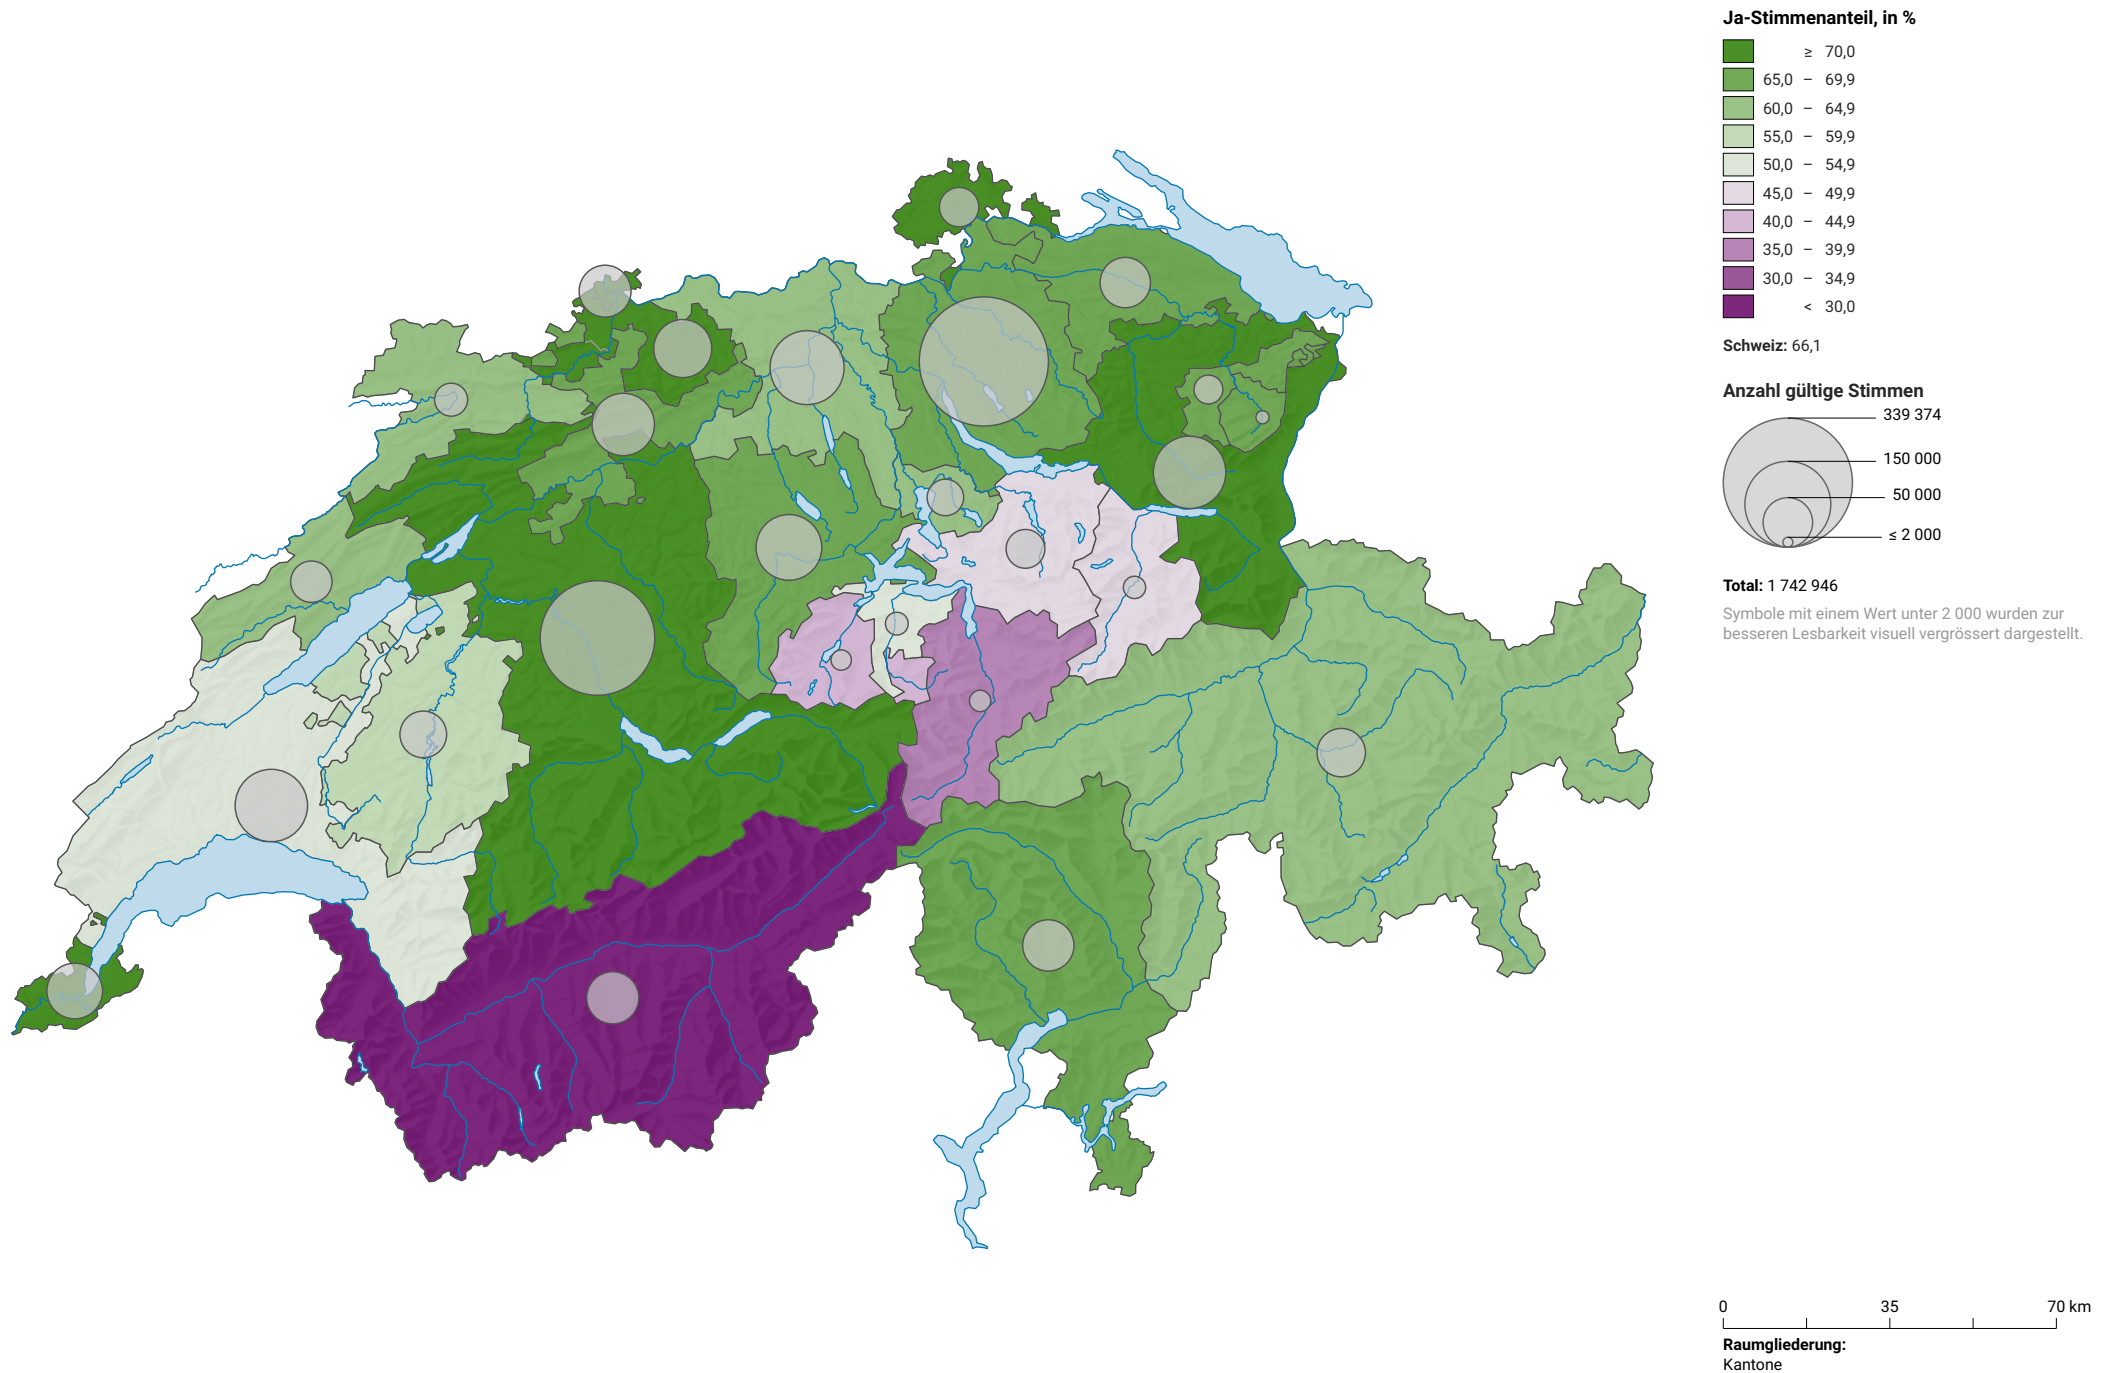 Ja-Stimmenanteil, in %
≥ 70,0
65,0 – 69,9
60,0 – 64,9
55,0 – 59,9
50,0 – 54,9
45,0 – 49,9
40,0 – 44,9
35,0 – 39,9
30,0 – 34,9
< 30,0
Schweiz: 66,1
Anzahl gültige Stimmen
339 374
150 000
50 000
≤ 2 000
Total: 1 742 946
Symbole mit einem Wert unter 2 000 wurden zur
besseren Lesbarkeit visuell vergrössert dargestellt.
0 35 70 km
Raumgliederung:
Kantone